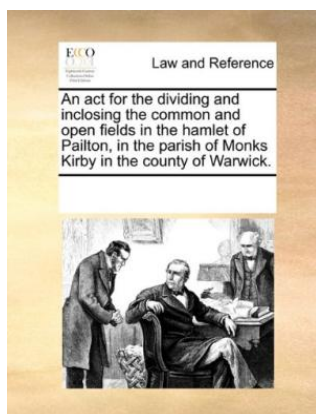 ECCO
Law and Reference
An act for the dividing and
inclosing the common and
open fields in the hamlet of
Pailton, in the parish of Monks
Kirby in the county of Warwick.